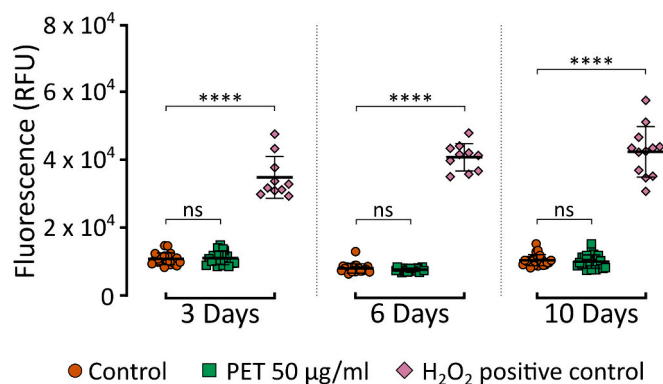 Fluorescence (RFU)
8 x 10⁴
6 x 10⁴
4 x 10⁴
2 x 10⁴
0
**** **** ****
ns ns ns
3 Days 6 Days 10 Days
Control PET 50 µg/ml H₂O₂ positive control